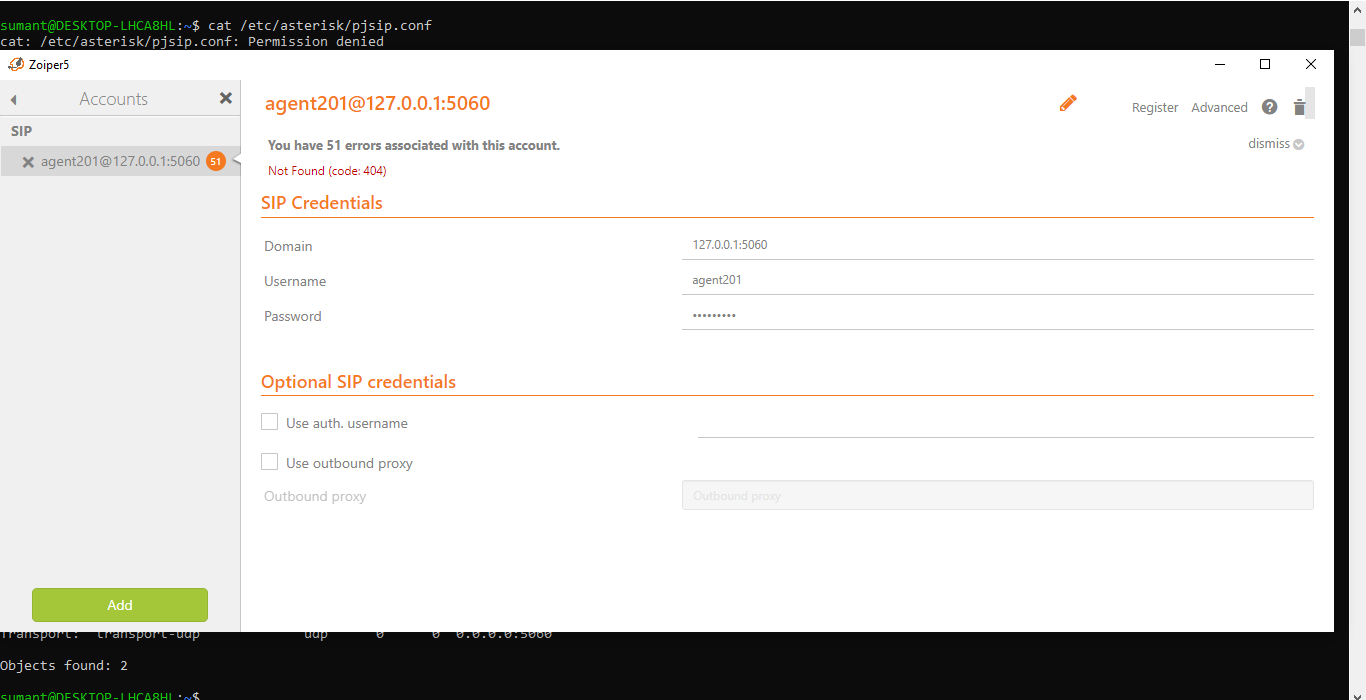 sumant@DESKTOP-LHCA8HL:~$ cat /etc/asterisk/pjsip.conf
cat: /etc/asterisk/pjsip.conf: Permission denied
Zoiper5
Accounts
SIP
agent201@127.0.0.1:5060 51
agent201@127.0.0.1:5060
Register Advanced ?
You have 51 errors associated with this account. dismiss
Not Found (code: 404)
SIP Credentials
Domain 127.0.0.1:5060
Username agent201
Password •••••••••
Optional SIP credentials
Use auth. username
Use outbound proxy
Outbound proxy Outbound proxy
Add
Transport: transport-udp udp 0 0 0.0.0.0:5060
Objects found: 2
sumant@DESKTOP-LHCA8HL:~$